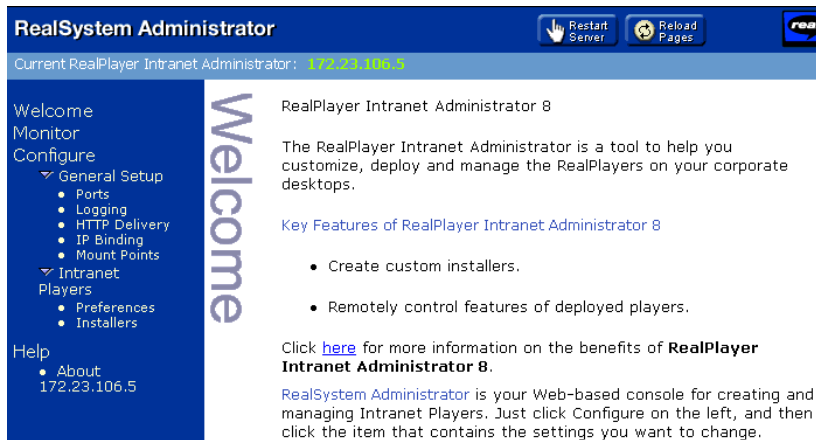 RealSystem Administrator
Restart
Server
Reload
Pages
real
Current RealPlayer Intranet Administrator: 172.23.106.5
Welcome
Monitor
Configure
General Setup
• Ports
• Logging
• HTTP Delivery
• IP Binding
• Mount Points
Intranet
Players
• Preferences
• Installers
Help
• About
172.23.106.5
Welcome
RealPlayer Intranet Administrator 8
The RealPlayer Intranet Administrator is a tool to help you
customize, deploy and manage the RealPlayers on your corporate
desktops.
Key Features of RealPlayer Intranet Administrator 8
• Create custom installers.
• Remotely control features of deployed players.
Click here for more information on the benefits of RealPlayer
Intranet Administrator 8.
RealSystem Administrator is your Web-based console for creating and
managing Intranet Players. Just click Configure on the left, and then
click the item that contains the settings you want to change.